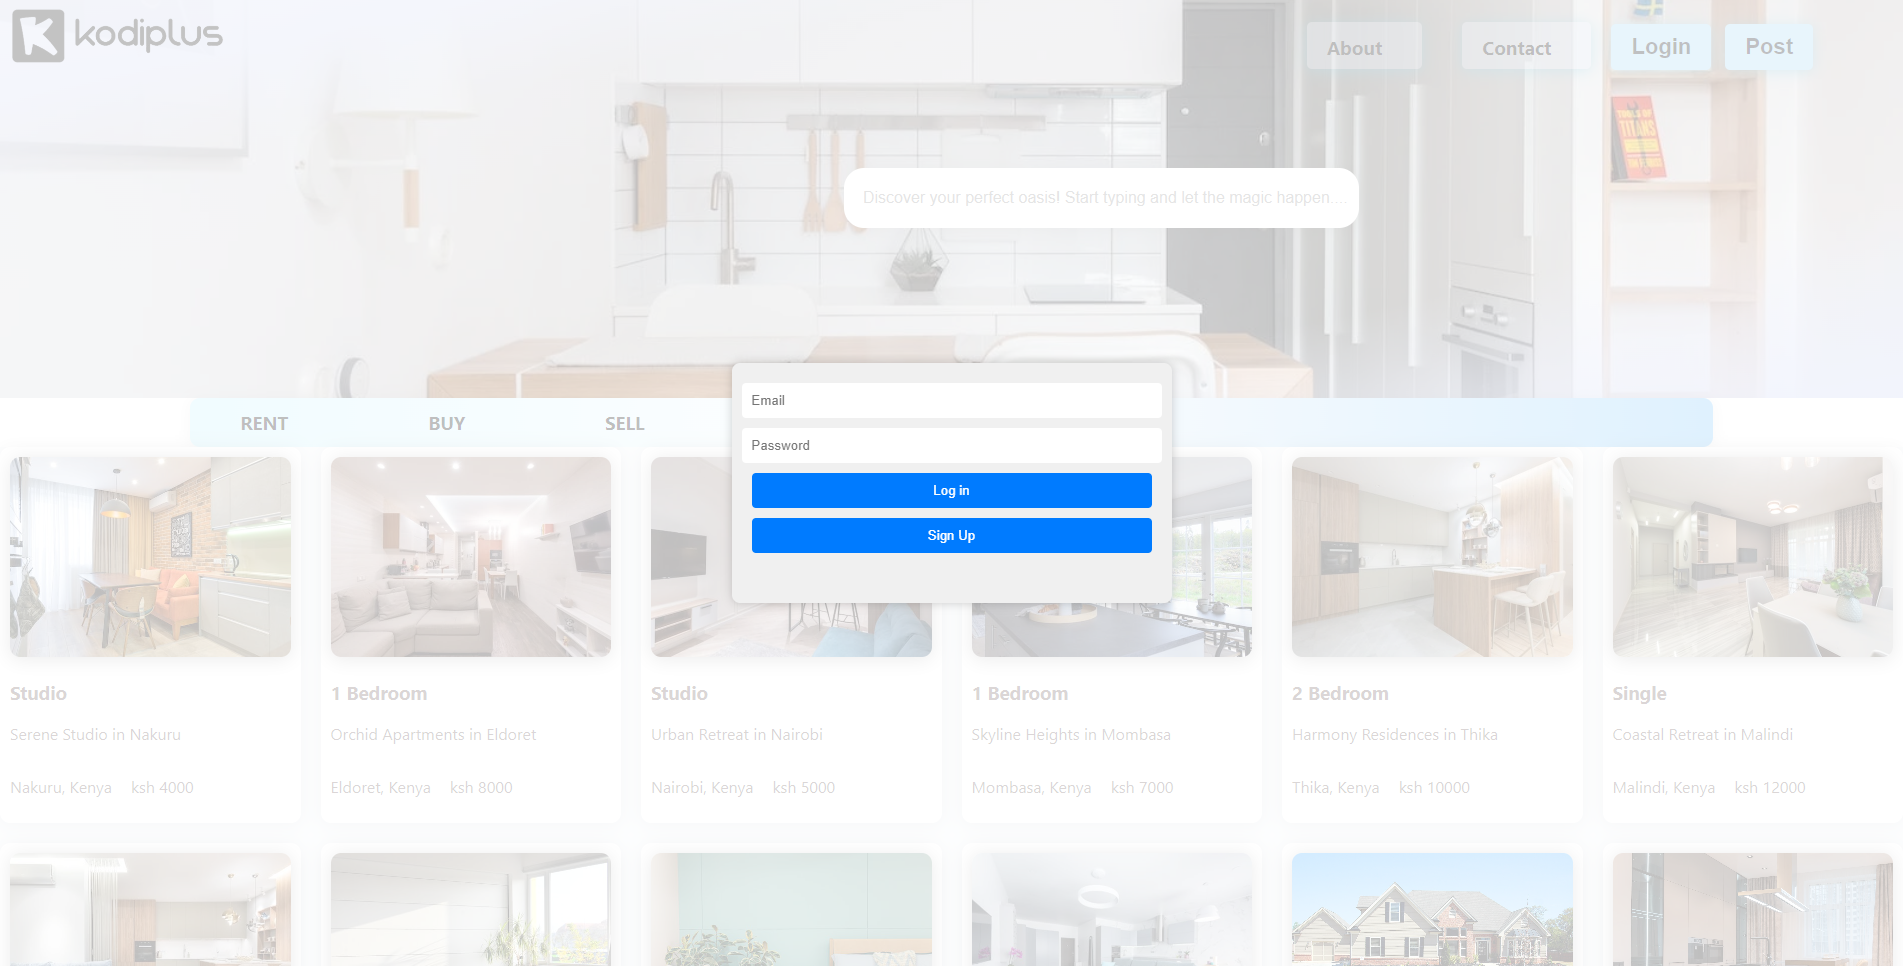 kodiplus
About
Contact
Login
Post
TOOLS OF
TITANS
Discover your perfect oasis! Start typing and let the magic happen....
RENT
BUY
SELL
Email
Password
Log in
Sign Up
Studio
Serene Studio in Nakuru
Nakuru, Kenya ksh 4000
1 Bedroom
Orchid Apartments in Eldoret
Eldoret, Kenya ksh 8000
Studio
Urban Retreat in Nairobi
Nairobi, Kenya ksh 5000
1 Bedroom
Skyline Heights in Mombasa
Mombasa, Kenya ksh 7000
2 Bedroom
Harmony Residences in Thika
Thika, Kenya ksh 10000
Single
Coastal Retreat in Malindi
Malindi, Kenya ksh 12000